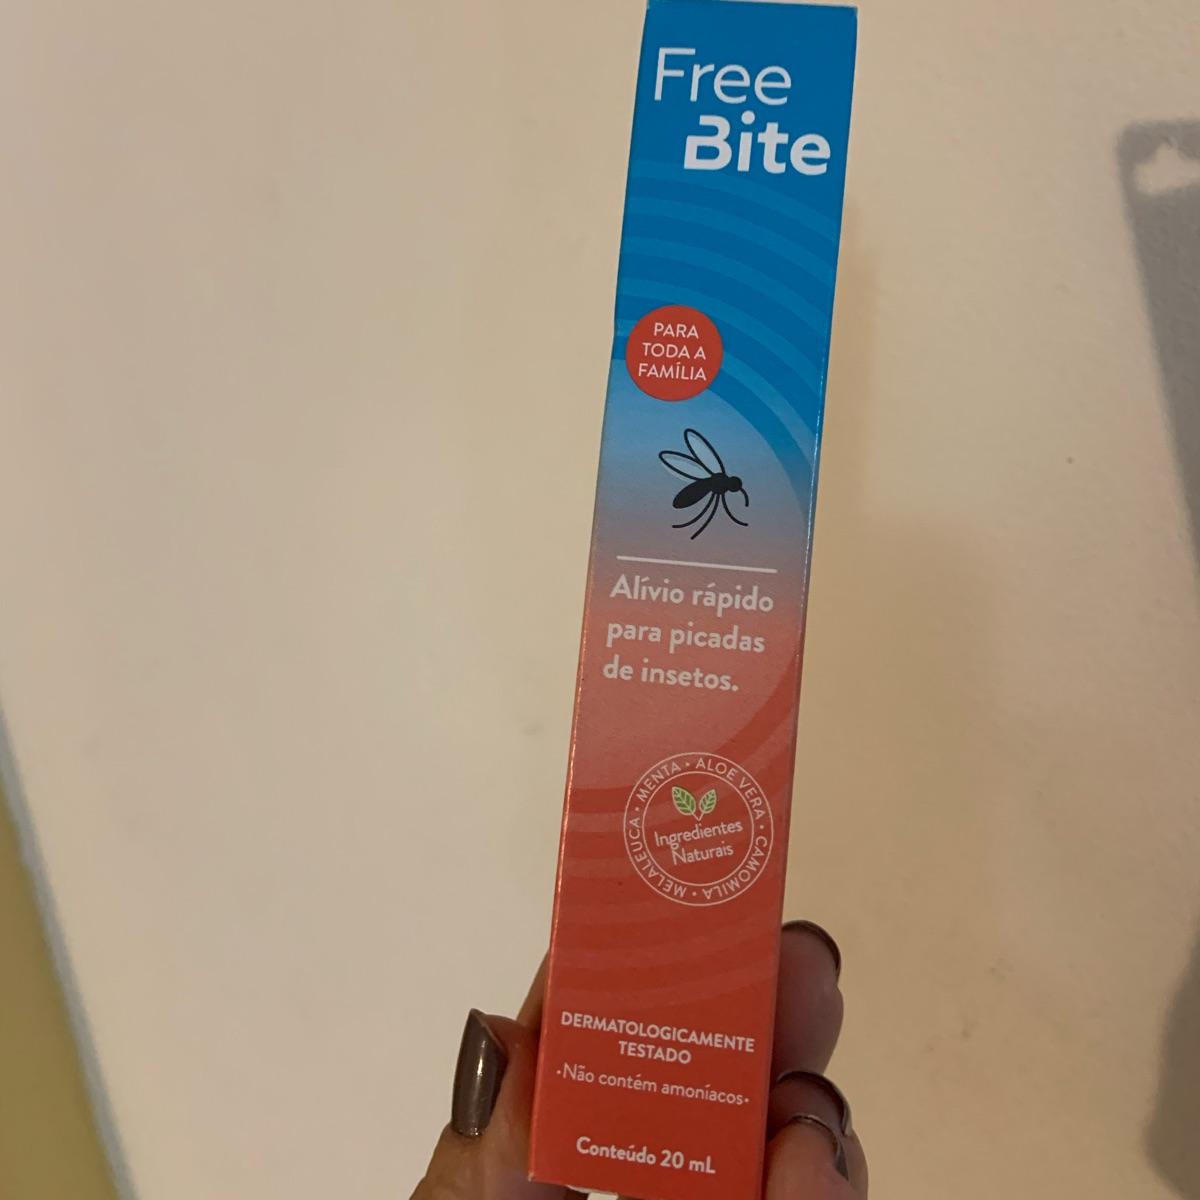 Free
Bite
PARA
TODA A
FAMÍLIA
Alívio rápido
para picadas
de insetos.
MENTA • ALOE VERA • CAMOMILA • MELALEUCA •
Ingredientes
Naturais
DERMATOLOGICAMENTE
TESTADO
•Não contém amoníacos•
Conteúdo 20 mL